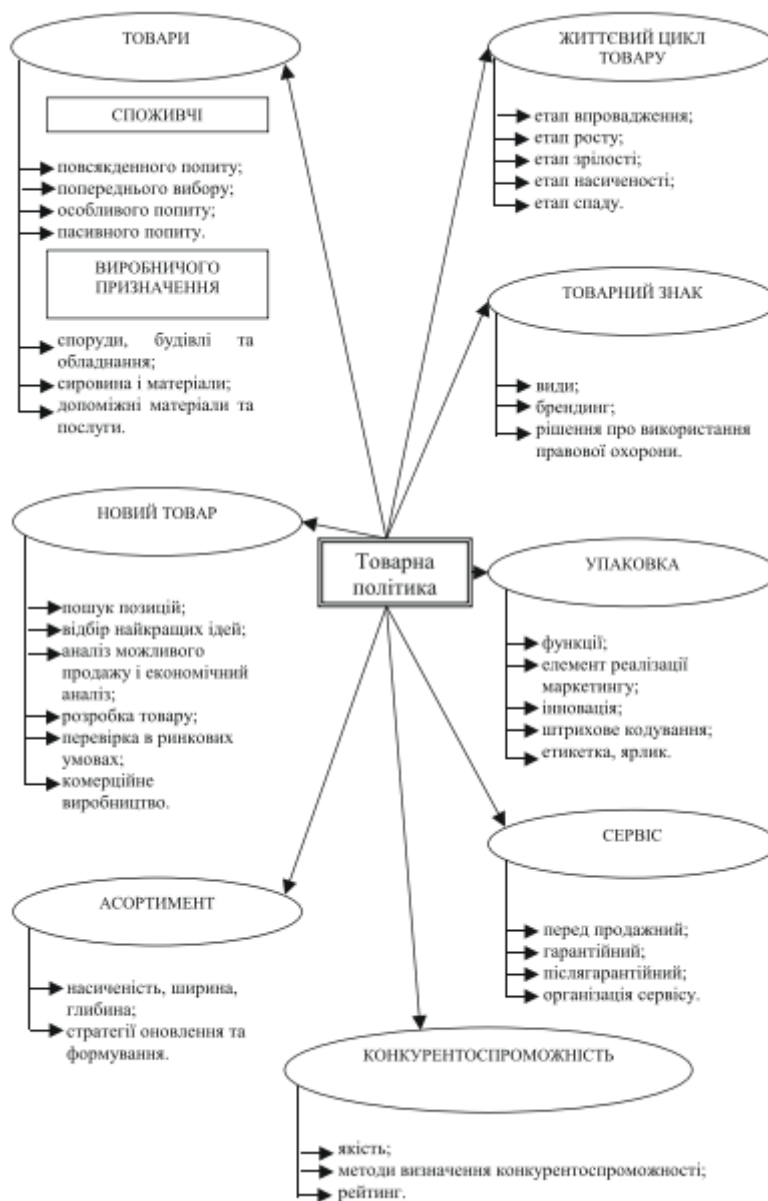 ТОВАРИ
СПОЖИВЧІ
повсякденного попиту;
попереднього вибору;
особливого попиту;
пасивного попиту.
ВИРОБНИЧОГО
ПРИЗНАЧЕННЯ
споруди, будівлі та
обладнання;
сировина і матеріали;
допоміжні матеріали та
послуги.
ЖИТТЄВИЙ ЦИКЛ
ТОВАРУ
етап впровадження;
етап росту;
етап зрілості;
етап насиченості;
етап спаду.
ТОВАРНИЙ ЗНАК
види;
брендинг;
рішення про використання
правової охорони.
НОВИЙ ТОВАР
пошук позицій;
відбір найкращих ідей;
аналіз можливого
продажу і економічний
аналіз;
розробка товару;
перевірка в ринкових
умовах;
комерційне
виробництво.
Товарна
політика
УПАКОВКА
функції;
елемент реалізації
маркетингу;
інновація;
штрихове кодування;
етикетка, ярлик.
СЕРВІС
перед продажний;
гарантійний;
післягарантійний;
організація сервісу.
АСОРТИМЕНТ
насиченість, ширина,
глибина;
стратегії оновлення та
формування.
КОНКУРЕНТОСПРОМОЖНІСТЬ
якість;
методи визначення конкурентоспроможності;
рейтинг.